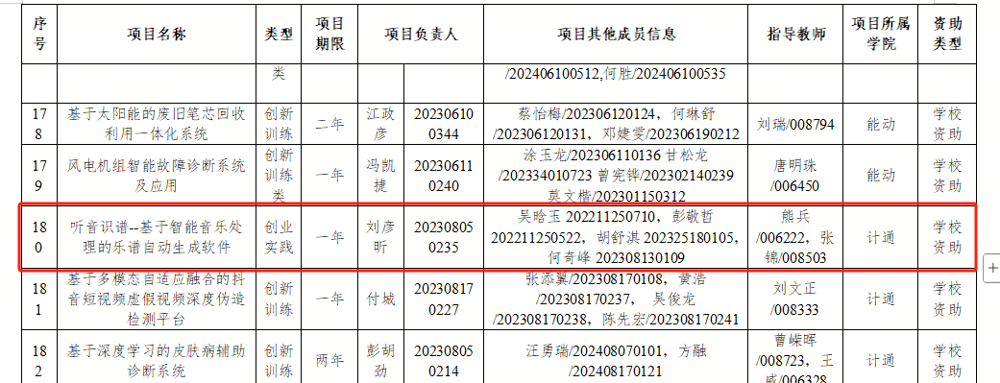 序号 项目名称 类型 项目期限 项目负责人 项目其他成员信息 指导教师 项目所属学院 资助类型
类 /202406100512,何胜/202406100535
178 基于太阳能的废旧笔芯回收利用一体化系统 创新训练 二年 江政彦 202306100344 蔡怡梅/202306120124，何琳舒/202306120131，邓婕雯/202306190212 刘瑞/008794 能动 学校资助
179 风电机组智能故障诊断系统及应用 创新训练类 一年 冯凯捷 202306110240 涂玉龙/202306110136 甘松龙/202334010723 曾宪铧/202302140239 莫文楷/202301150312 唐明珠/006450 能动 学校资助
180 听音识谱--基于智能音乐处理的乐谱自动生成软件 创业实践 一年 刘彦昕 202308050235 吴晗玉 202211250710，彭敬哲 202211250522，胡舒淇 202325180105，何奇峰 202308130109 熊兵/006222，张锦/008503 计通 学校资助
181 基于多模态自适应融合的抖音短视频虚假视频深度伪造检测平台 创新训练 一年 付城 202308170227 张添翼/202308170108，黄浩/202308170237， 吴俊龙/202308170238，陈先宏/202308170241 刘文正/008333 计通 学校资助
182 基于深度学习的皮肤病辅助诊断系统 创新训练 两年 彭胡劲 202308050214 汪勇瑞/202408070101，方融/202408170121 曹嵘晖/008723，王威/006328 计通 学校资助